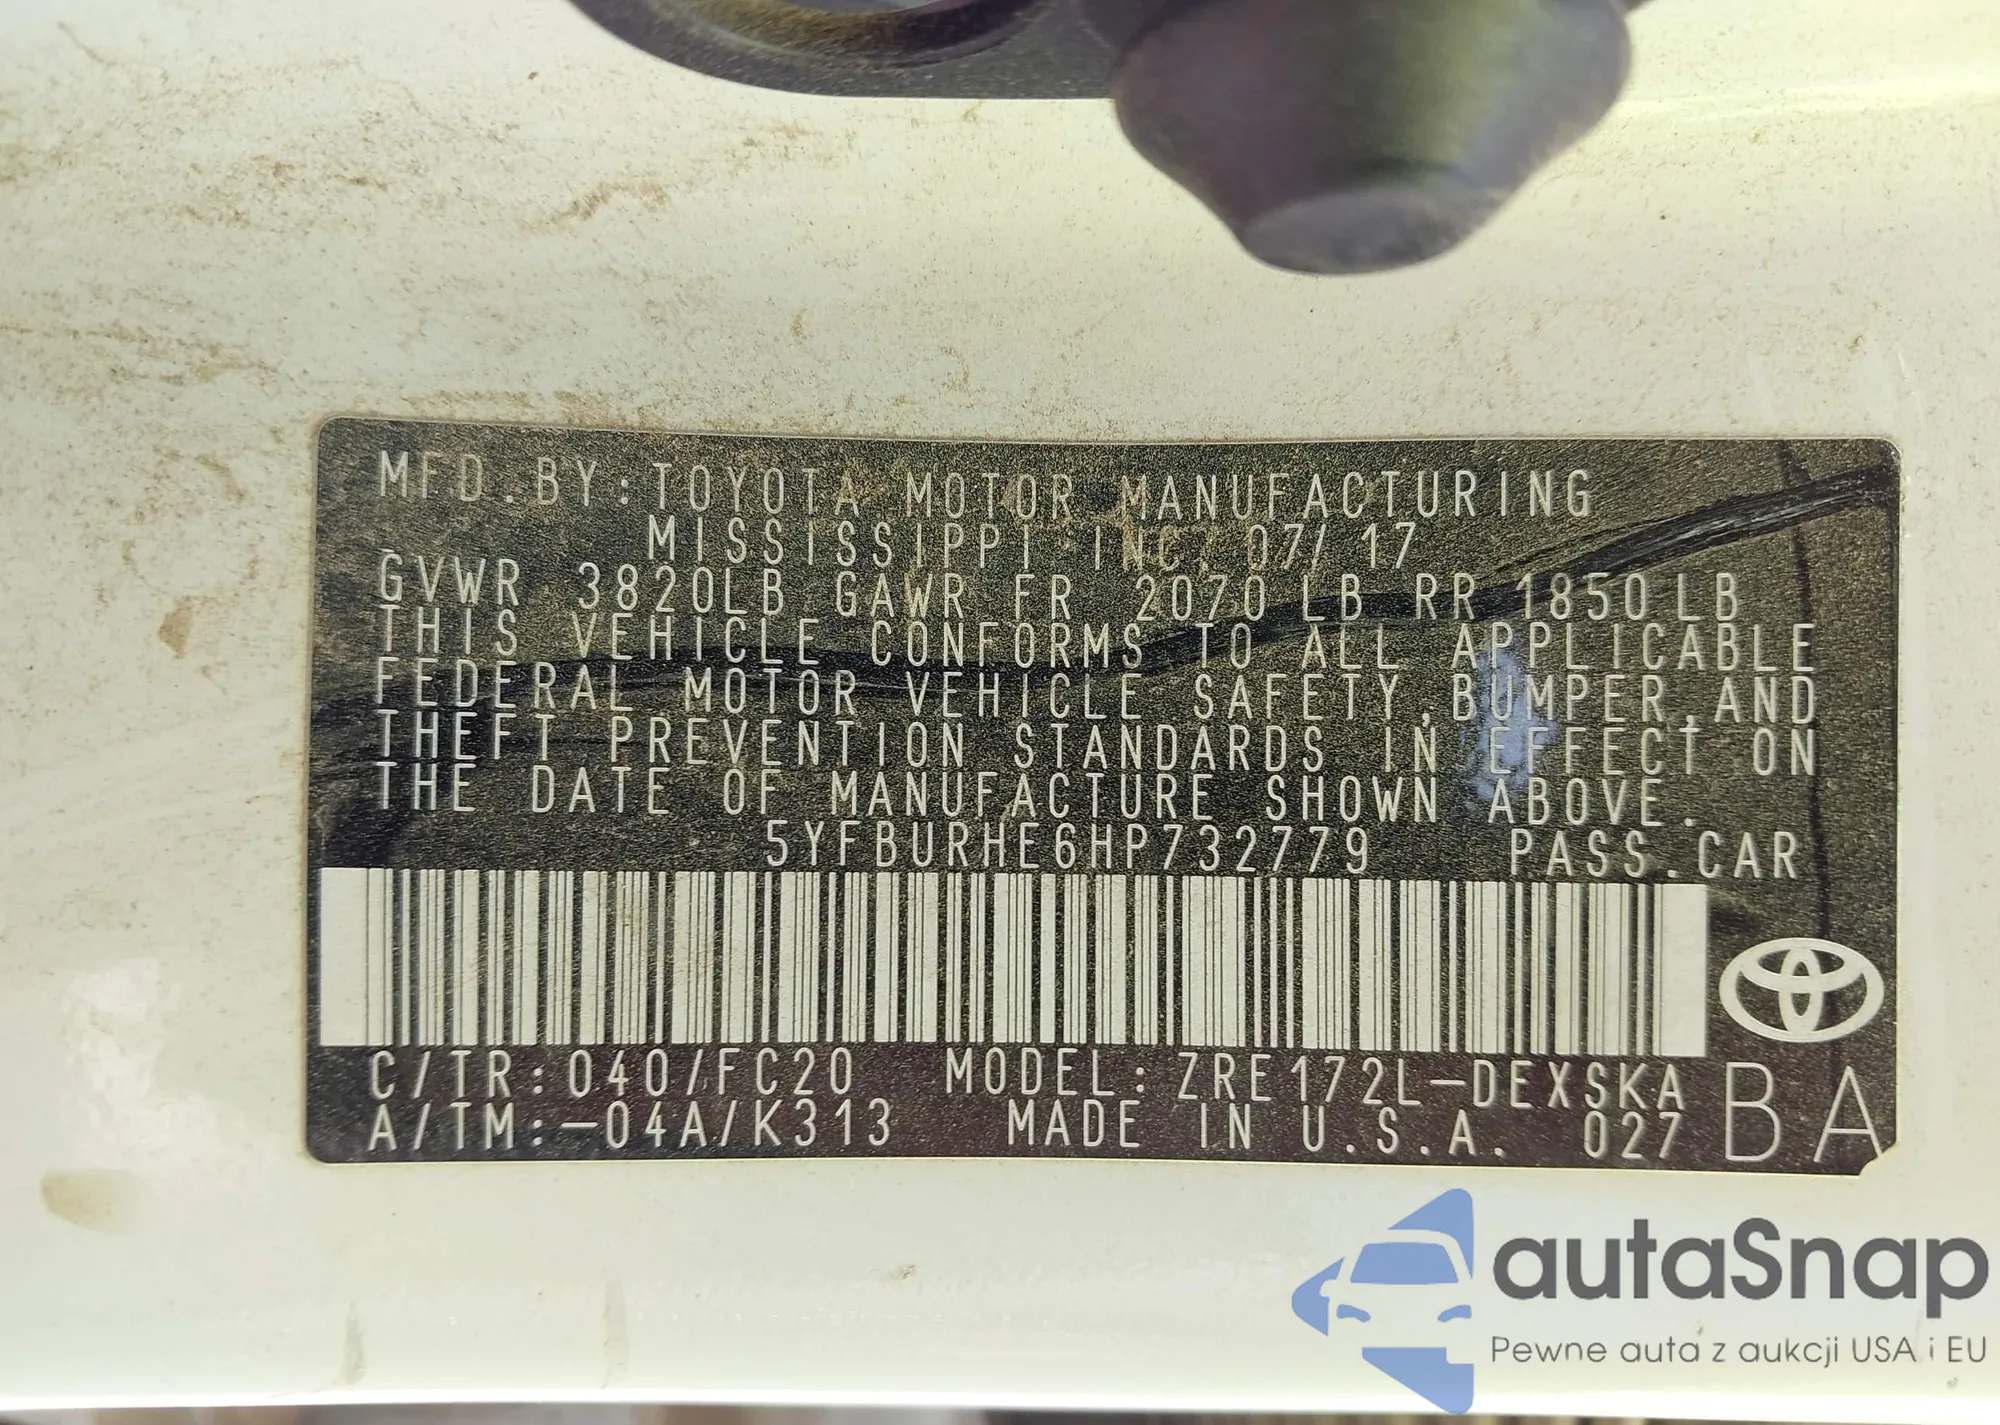 MFD.BY:TOYOTA MOTOR MANUFACTURING
MISSISSIPPI INC. 07/17
GVWR 3820LB GAWR FR 2070 LB RR 1850LB
THIS VEHICLE CONFORMS TO ALL APPLICABLE
FEDERAL MOTOR VEHICLE SAFETY,BUMPER,AND
THEFT PREVENTION STANDARDS IN EFFECT ON
THE DATE OF MANUFACTURE SHOWN ABOVE.
5YFBURHE6HP732779 PASS.CAR
C/TR:040/FC20 MODEL:ZRE172L-DEXSKA
A/TM:-04A/K313 MADE IN U.S.A. 027
BA
autaSnap
Pewne auta z aukcji USA i EU